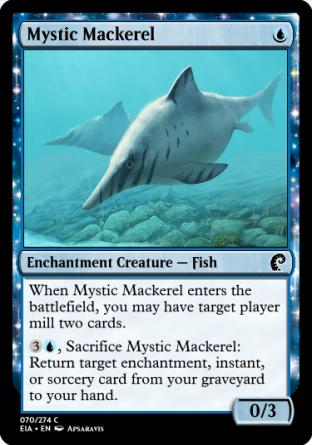 Mystic Mackerel
Enchantment Creature — Fish
When Mystic Mackerel enters the
battlefield, you may have target player
mill two cards.
3, Sacrifice Mystic Mackerel:
Return target enchantment, instant,
or sorcery card from your graveyard
to your hand.
070/274 C
EIA • EN Apsaravis
0/3